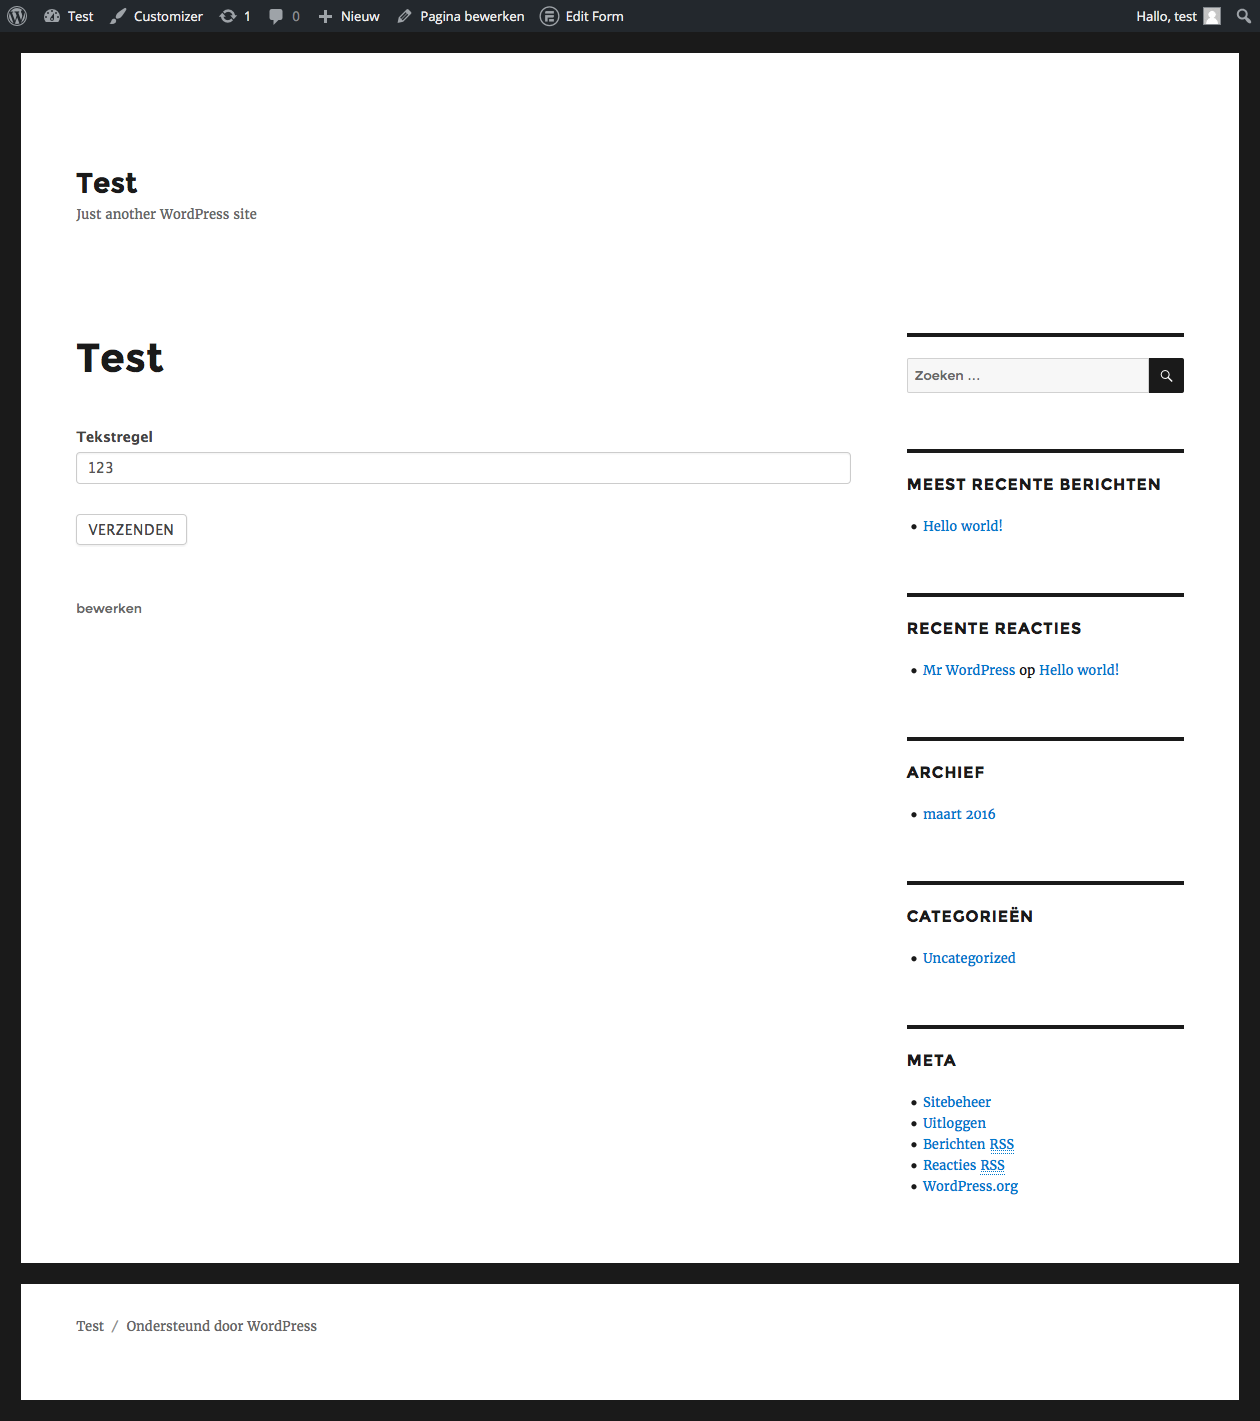 Test Customizer 1 0 Nieuw Pagina bewerken Edit Form Hallo, test
Test
Just another WordPress site
Test
Tekstregel
123
VERZENDEN
bewerken
Zoeken …
MEEST RECENTE BERICHTEN
Hello world!
RECENTE REACTIES
Mr WordPress op Hello world!
ARCHIEF
maart 2016
CATEGORIEËN
Uncategorized
META
Sitebeheer
Uitloggen
Berichten RSS
Reacties RSS
WordPress.org
Test / Ondersteund door WordPress